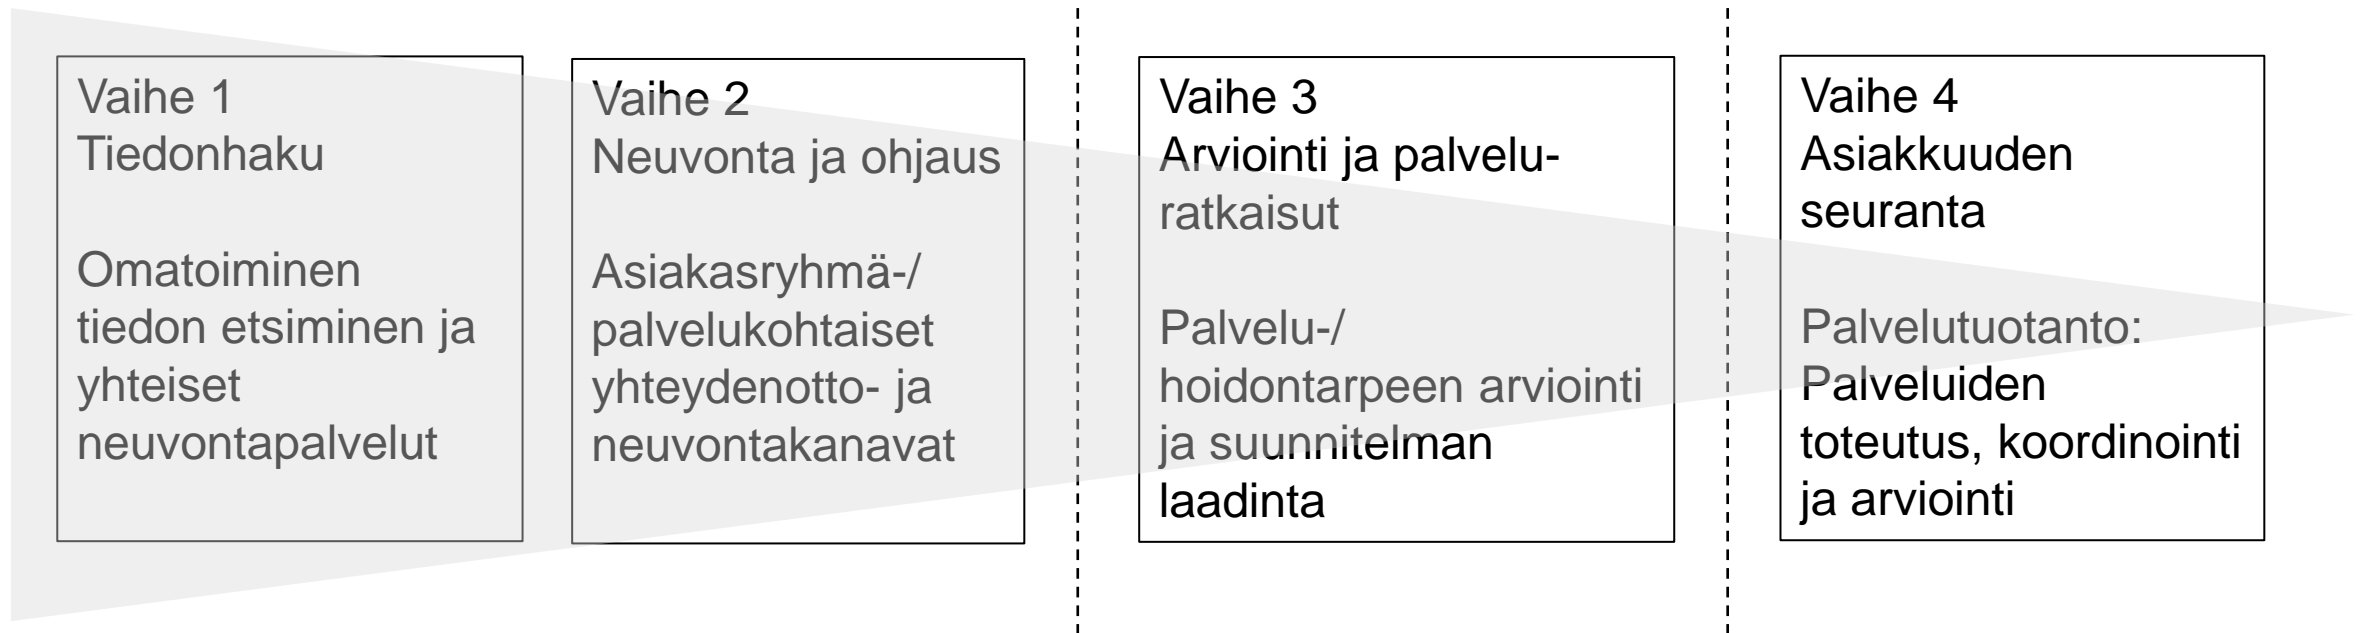 Vaihe 1
Tiedonhaku
Omatoiminen
tiedon etsiminen ja
yhteiset
neuvontapalvelut
Vaihe 2
Neuvonta ja ohjaus
Asiakasryhmä-/
palvelukohtaiset
yhteydenotto- ja
neuvontakanavat
Vaihe 3
Arviointi ja palvelu-
ratkaisut
Palvelu-/
hoidontarpeen arviointi
ja suunnitelman
laadinta
Vaihe 4
Asiakkuuden
seuranta
Palvelutuotanto:
Palveluiden
toteutus, koordinointi
ja arviointi